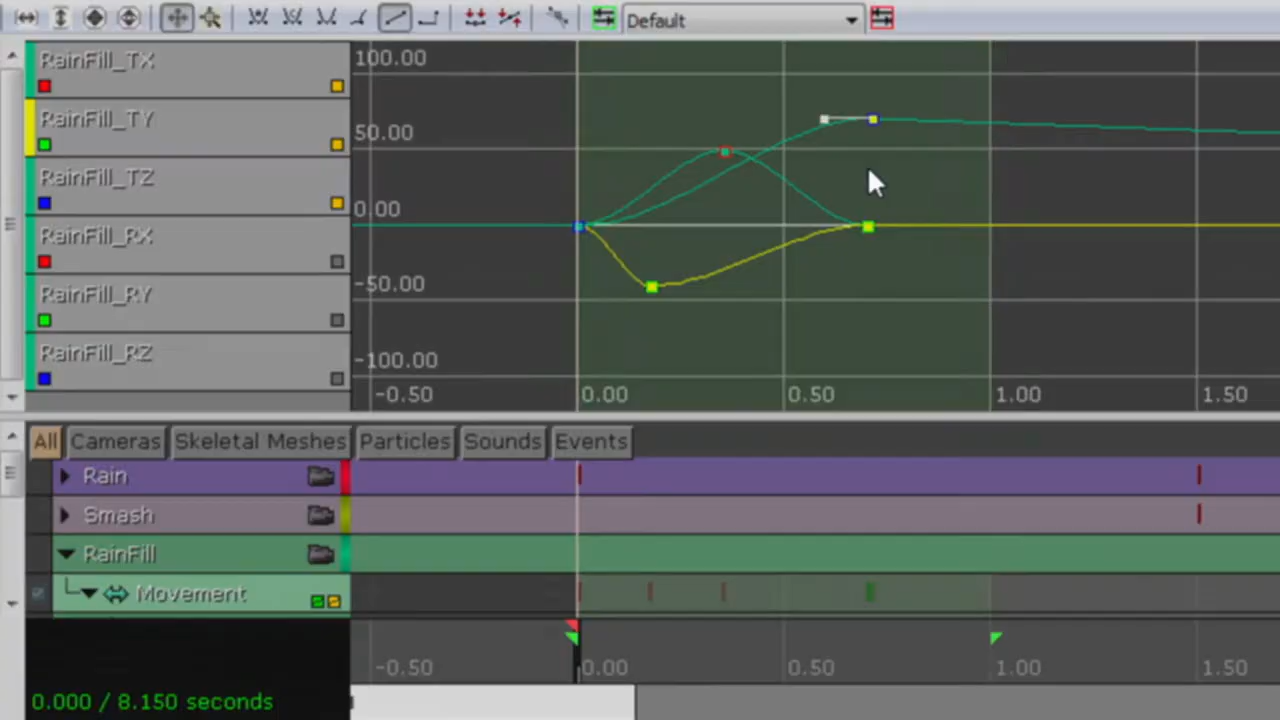 Default
RainFill_TX
RainFill_TY
RainFill_TZ
RainFill_RX
RainFill_RY
RainFill_RZ
100.00
50.00
0.00
-50.00
-100.00
-0.50 0.00 0.50 1.00 1.50
All Cameras Skeletal Meshes Particles Sounds Events
Rain
Smash
RainFill
Movement
-0.50 0.00 0.50 1.00 1.50
0.000 / 8.150 seconds